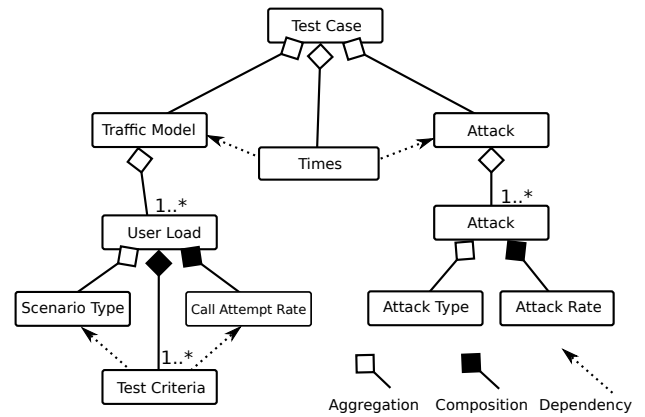 Test Case
Traffic Model
Attack
Times
1..*
1..*
User Load
Attack
Scenario Type
Call Attempt Rate
Attack Type
Attack Rate
1..*
Test Criteria
Aggregation
Composition
Dependency